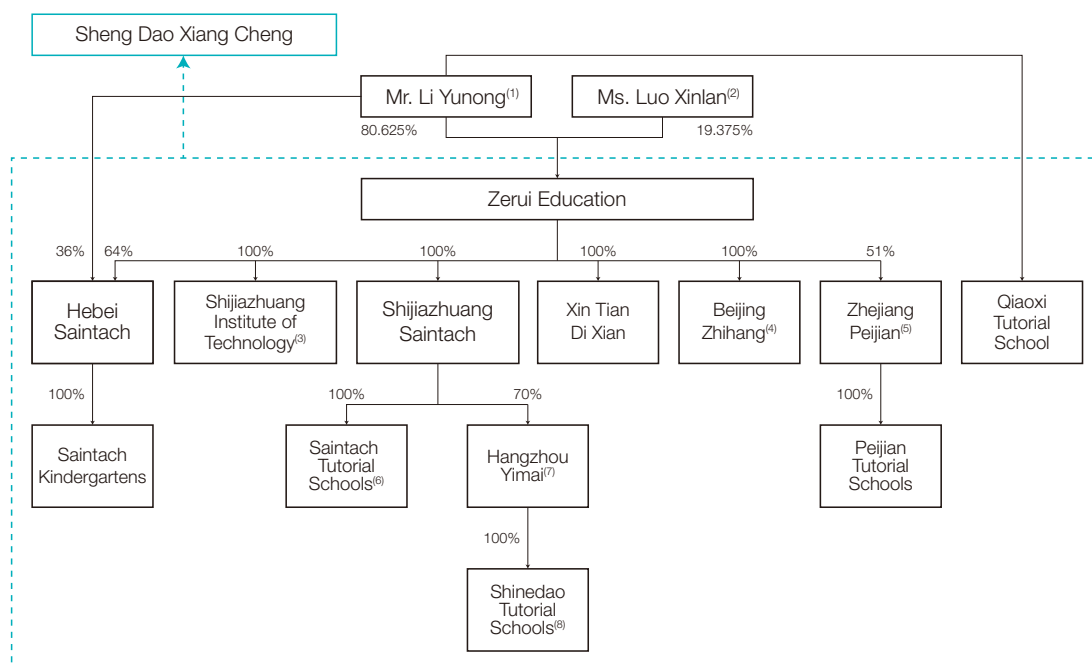 Sheng Dao Xiang Cheng
Mr. Li Yunong(1)
Ms. Luo Xinlan(2)
80.625%
19.375%
Zerui Education
36%
64%
100%
100%
100%
100%
51%
Hebei
Saintach
Shijiazhuang
Institute of
Technology(3)
Shijiazhuang
Saintach
Xin Tian
Di Xian
Beijing
Zhihang(4)
Zhejiang
Peijian(5)
Qiaoxi
Tutorial
School
100%
100%
70%
100%
Saintach
Kindergartens
Saintach
Tutorial
Schools(6)
Hangzhou
Yimai(7)
Peijian
Tutorial
Schools
100%
Shinedao
Tutorial
Schools(8)